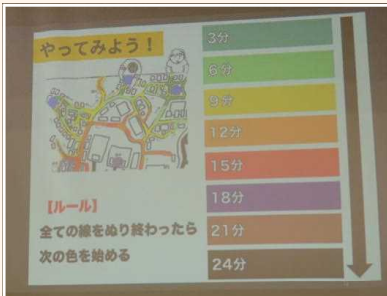 やってみよう!
【ルール】
全ての線をぬり終わったら
次の色を始める
3分
6分
9分
12分
15分
18分
21分
24分